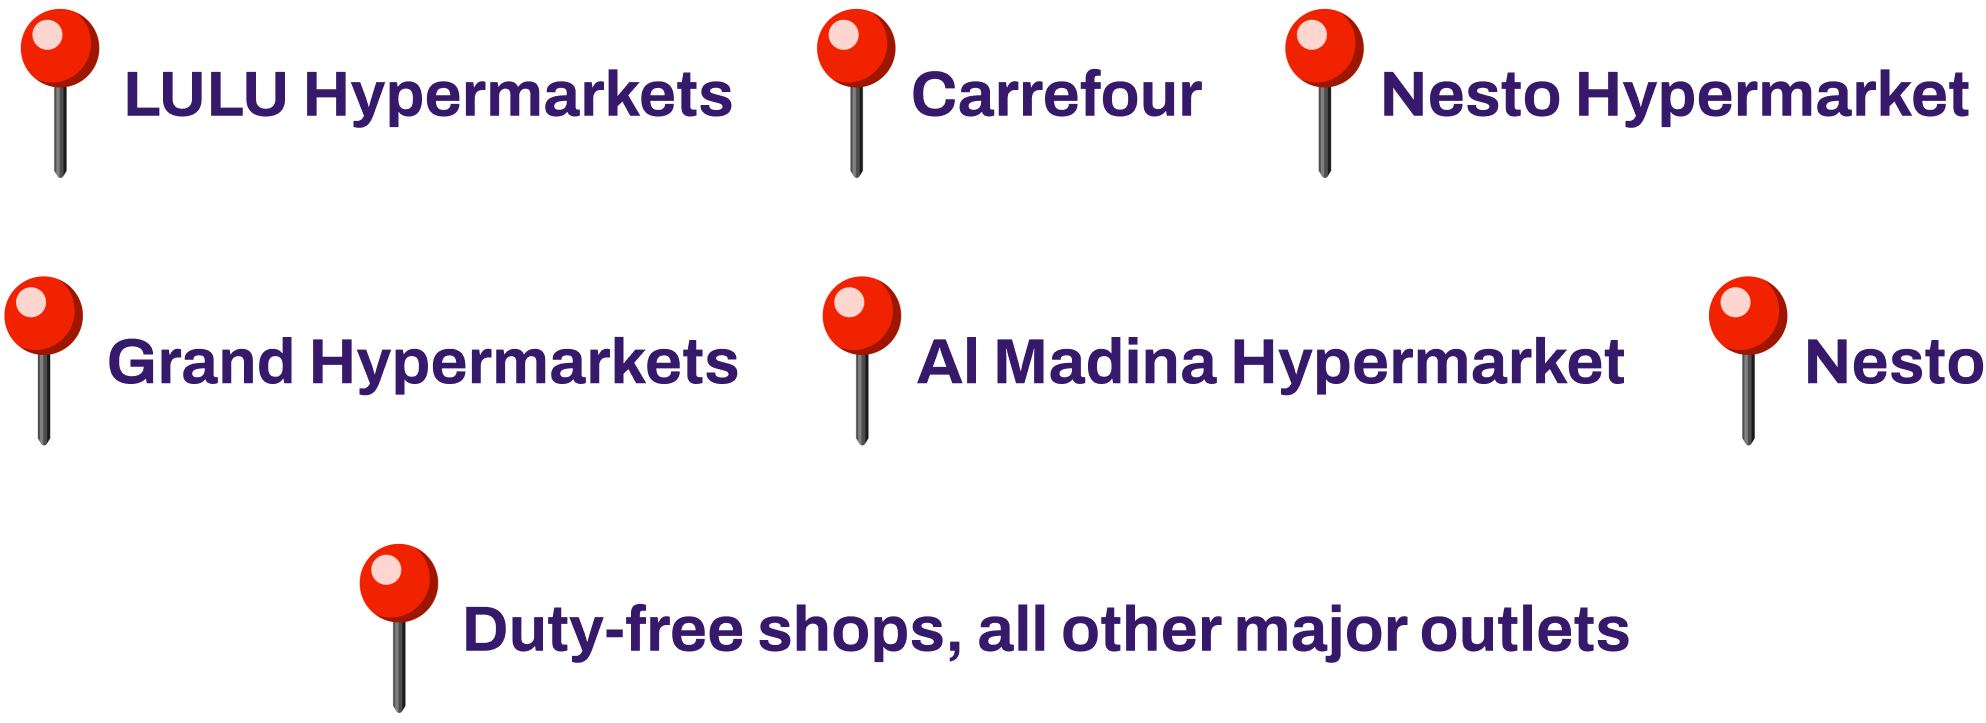 LULU Hypermarkets Carrefour Nesto Hypermarket
Grand Hypermarkets Al Madina Hypermarket Nesto
Duty-free shops, all other major outlets